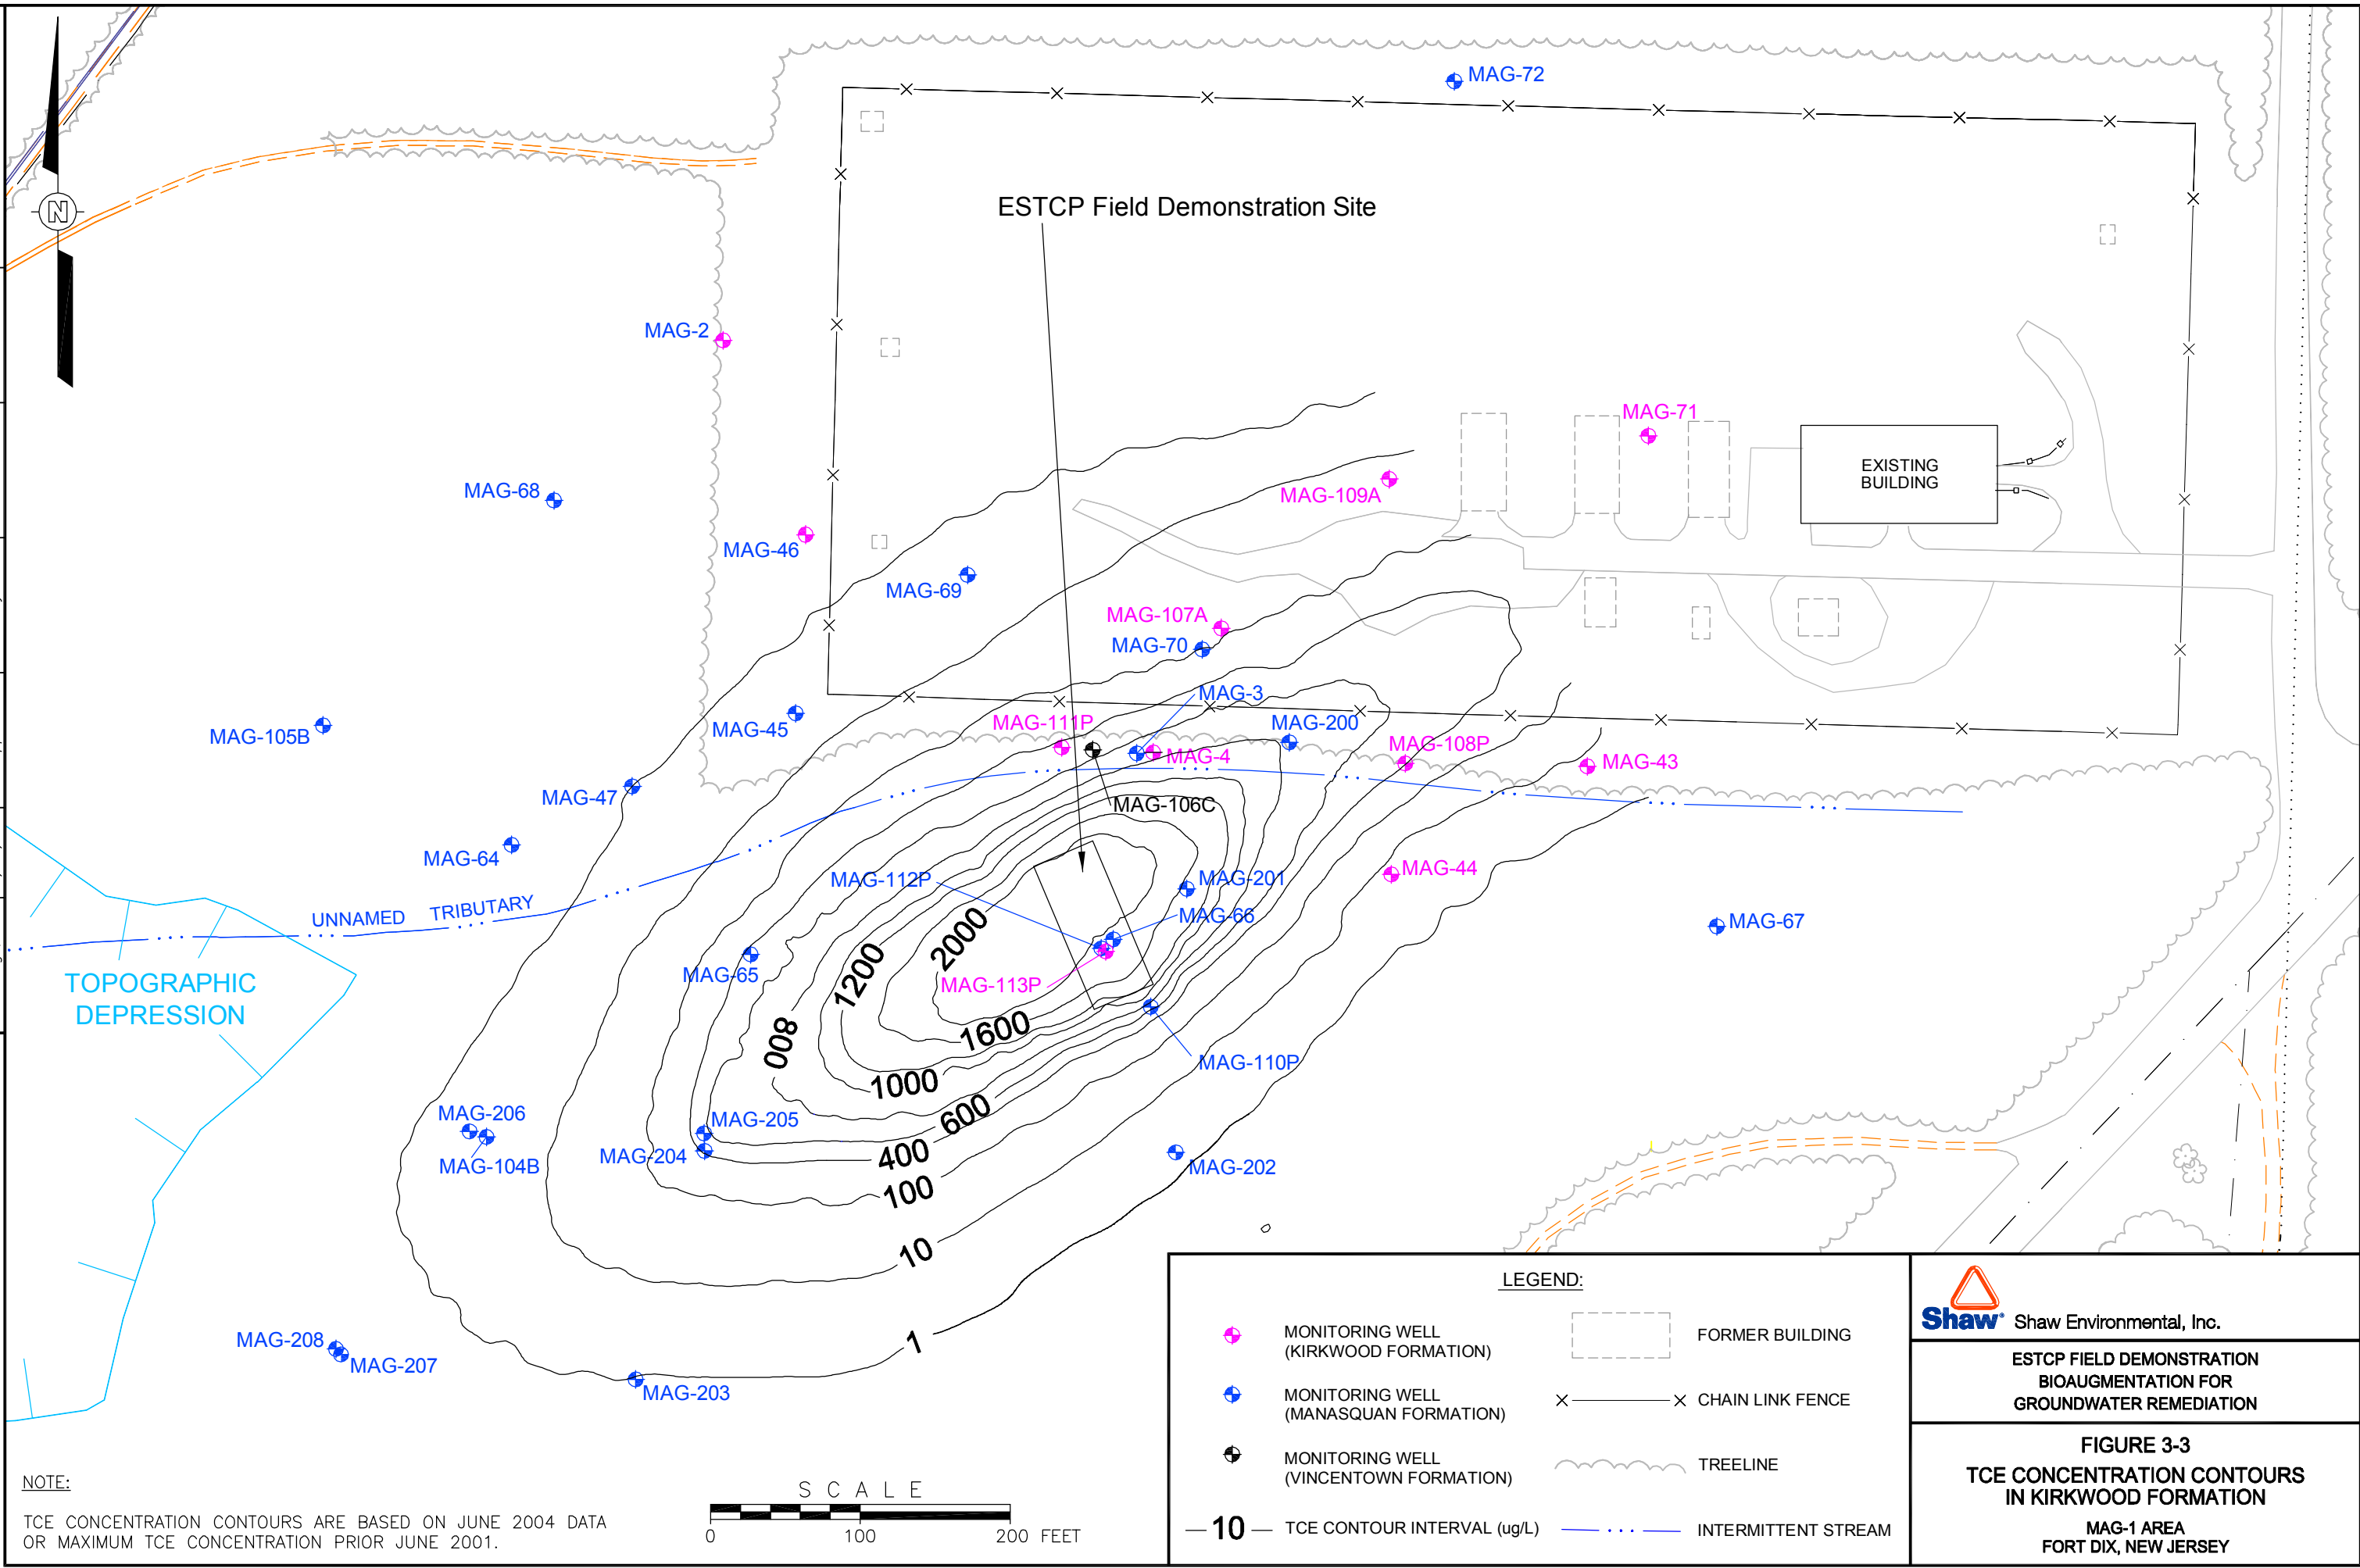 MAG-72
N
ESTCP Field Demonstration Site
MAG-2
MAG-71
EXISTING
BUILDING
MAG-68
MAG-109A
MAG-46
MAG-69
MAG-107A
MAG-70
MAG-3
MAG-111P
MAG-200
MAG-45
MAG-105B
MAG-108P
MAG-4
MAG-43
MAG-47
MAG-106C
MAG-64
MAG-112P
MAG-201
MAG-44
UNNAMED TRIBUTARY
MAG-66
MAG-67
2000
1200
MAG-65
MAG-113P
TOPOGRAPHIC
DEPRESSION
1600
800
MAG-110P
1000
MAG-206
600
MAG-205
MAG-204
400
MAG-104B
MAG-202
100
10
1
MAG-208
MAG-207
MAG-203
NOTE:
TCE CONCENTRATION CONTOURS ARE BASED ON JUNE 2004 DATA
OR MAXIMUM TCE CONCENTRATION PRIOR JUNE 2001.
SCALE
0 100 200 FEET
LEGEND:
MONITORING WELL
(KIRKWOOD FORMATION)
FORMER BUILDING
MONITORING WELL
(MANASQUAN FORMATION)
CHAIN LINK FENCE
MONITORING WELL
(VINCENTOWN FORMATION)
TREELINE
10 TCE CONTOUR INTERVAL (ug/L)
INTERMITTENT STREAM
Shaw® Shaw Environmental, Inc.
ESTCP FIELD DEMONSTRATION
BIOAUGMENTATION FOR
GROUNDWATER REMEDIATION
FIGURE 3-3
TCE CONCENTRATION CONTOURS
IN KIRKWOOD FORMATION
MAG-1 AREA
FORT DIX, NEW JERSEY